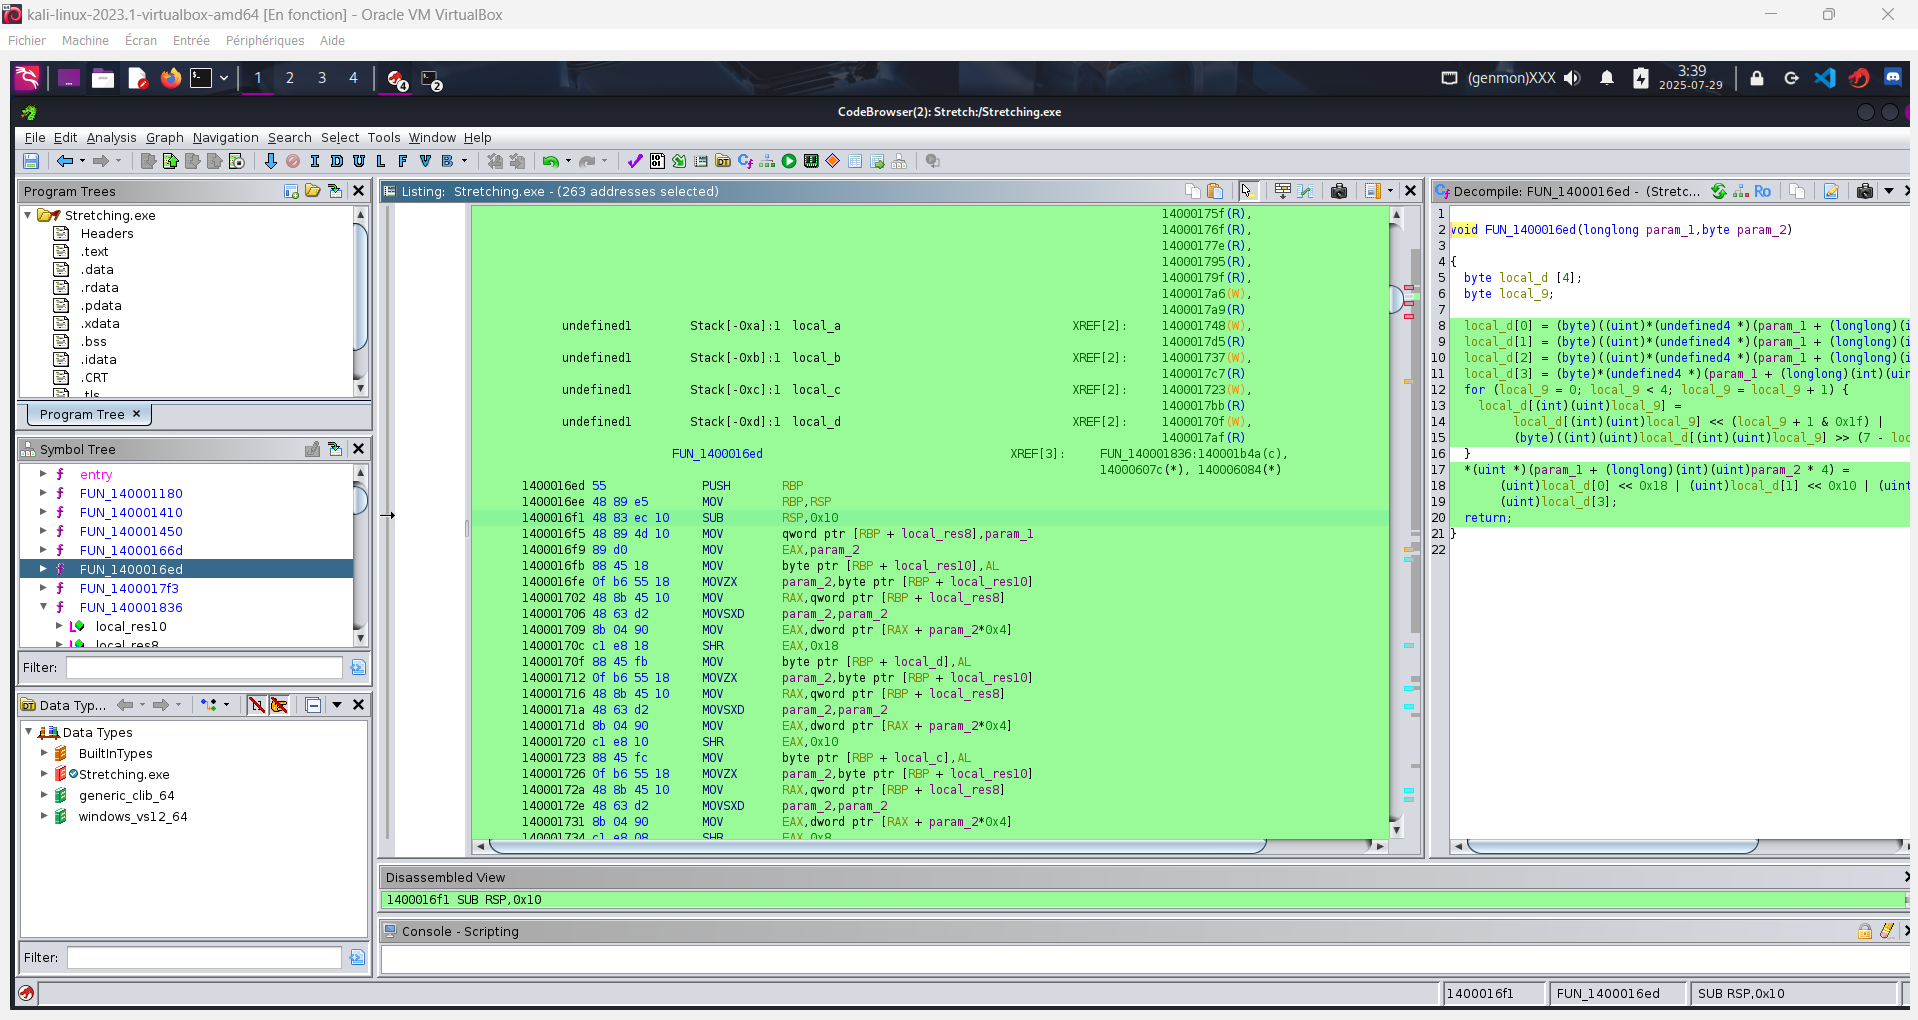 kali-linux-2023.1-virtualbox-amd64 [En fonction] - Oracle VM VirtualBox
Fichier Machine Écran Entrée Périphériques Aide
1 2 3 4 4 2 (genmon)XXX 3:39
2025-07-29
CodeBrowser(2): Stretch:/Stretching.exe
File Edit Analysis Graph Navigation Search Select Tools Window Help
I D U L F V B
Program Trees
Stretching.exe
Headers
.text
.data
.rdata
.pdata
.xdata
.bss
.idata
.CRT
.tls
Program Tree ×
Symbol Tree
f entry
f FUN_140001180
f FUN_140001410
f FUN_140001450
f FUN_14000166d
f FUN_1400016ed
f FUN_1400017f3
f FUN_140001836
local_res10
local_res8
Filter:
Data Typ...
Data Types
BuiltInTypes
Stretching.exe
generic_clib_64
windows_vs12_64
Filter:
Listing: Stretching.exe - (263 addresses selected)
14000175f(R),
14000176f(R),
14000177e(R),
140001795(R),
14000179f(R),
1400017a6(W),
1400017a9(R)
undefined1 Stack[-0xa]:1 local_a XREF[2]: 140001748(W),
1400017d5(R)
undefined1 Stack[-0xb]:1 local_b XREF[2]: 140001737(W),
1400017c7(R)
undefined1 Stack[-0xc]:1 local_c XREF[2]: 140001723(W),
1400017bb(R)
undefined1 Stack[-0xd]:1 local_d XREF[2]: 14000170f(W),
1400017af(R)
FUN_1400016ed XREF[3]: FUN_140001836:140001b4a(c),
14000607c(*), 140006084(*)
1400016ed 55 PUSH RBP
1400016ee 48 89 e5 MOV RBP,RSP
1400016f1 48 83 ec 10 SUB RSP,0x10
1400016f5 48 89 4d 10 MOV qword ptr [RBP + local_res8],param_1
1400016f9 89 d0 MOV EAX,param_2
1400016fb 88 45 18 MOV byte ptr [RBP + local_res10],AL
1400016fe 0f b6 55 18 MOVZX param_2,byte ptr [RBP + local_res10]
140001702 48 8b 45 10 MOV RAX,qword ptr [RBP + local_res8]
140001706 48 63 d2 MOVSXD param_2,param_2
140001709 8b 04 90 MOV EAX,dword ptr [RAX + param_2*0x4]
14000170c c1 e8 18 SHR EAX,0x18
14000170f 88 45 fb MOV byte ptr [RBP + local_d],AL
140001712 0f b6 55 18 MOVZX param_2,byte ptr [RBP + local_res10]
140001716 48 8b 45 10 MOV RAX,qword ptr [RBP + local_res8]
14000171a 48 63 d2 MOVSXD param_2,param_2
14000171d 8b 04 90 MOV EAX,dword ptr [RAX + param_2*0x4]
140001720 c1 e8 10 SHR EAX,0x10
140001723 88 45 fc MOV byte ptr [RBP + local_c],AL
140001726 0f b6 55 18 MOVZX param_2,byte ptr [RBP + local_res10]
14000172a 48 8b 45 10 MOV RAX,qword ptr [RBP + local_res8]
14000172e 48 63 d2 MOVSXD param_2,param_2
140001731 8b 04 90 MOV EAX,dword ptr [RAX + param_2*0x4]
140001734 c1 e8 08 SHR EAX,0x8
Decompile: FUN_1400016ed - (Stretc... Ro
1
2 void FUN_1400016ed(longlong param_1,byte param_2)
3
4 {
5 byte local_d [4];
6 byte local_9;
7
8 local_d[0] = (byte)((uint)*(undefined4 *)(param_1 + (longlong)(i
9 local_d[1] = (byte)((uint)*(undefined4 *)(param_1 + (longlong)(i
10 local_d[2] = (byte)((uint)*(undefined4 *)(param_1 + (longlong)(i
11 local_d[3] = (byte)*(undefined4 *)(param_1 + (longlong)(int)(uin
12 for (local_9 = 0; local_9 < 4; local_9 = local_9 + 1) {
13 local_d[(int)(uint)local_9] =
14 local_d[(int)(uint)local_9] << (local_9 + 1 & 0x1f) |
15 (byte)((int)(uint)local_d[(int)(uint)local_9] >> (7 - loc
16 }
17 *(uint *)(param_1 + (longlong)(int)(uint)param_2 * 4) =
18 (uint)local_d[0] << 0x18 | (uint)local_d[1] << 0x10 | (uint
19 (uint)local_d[3];
20 return;
21 }
22
Disassembled View
1400016f1 SUB RSP,0x10
Console - Scripting
1400016f1 FUN_1400016ed SUB RSP,0x10